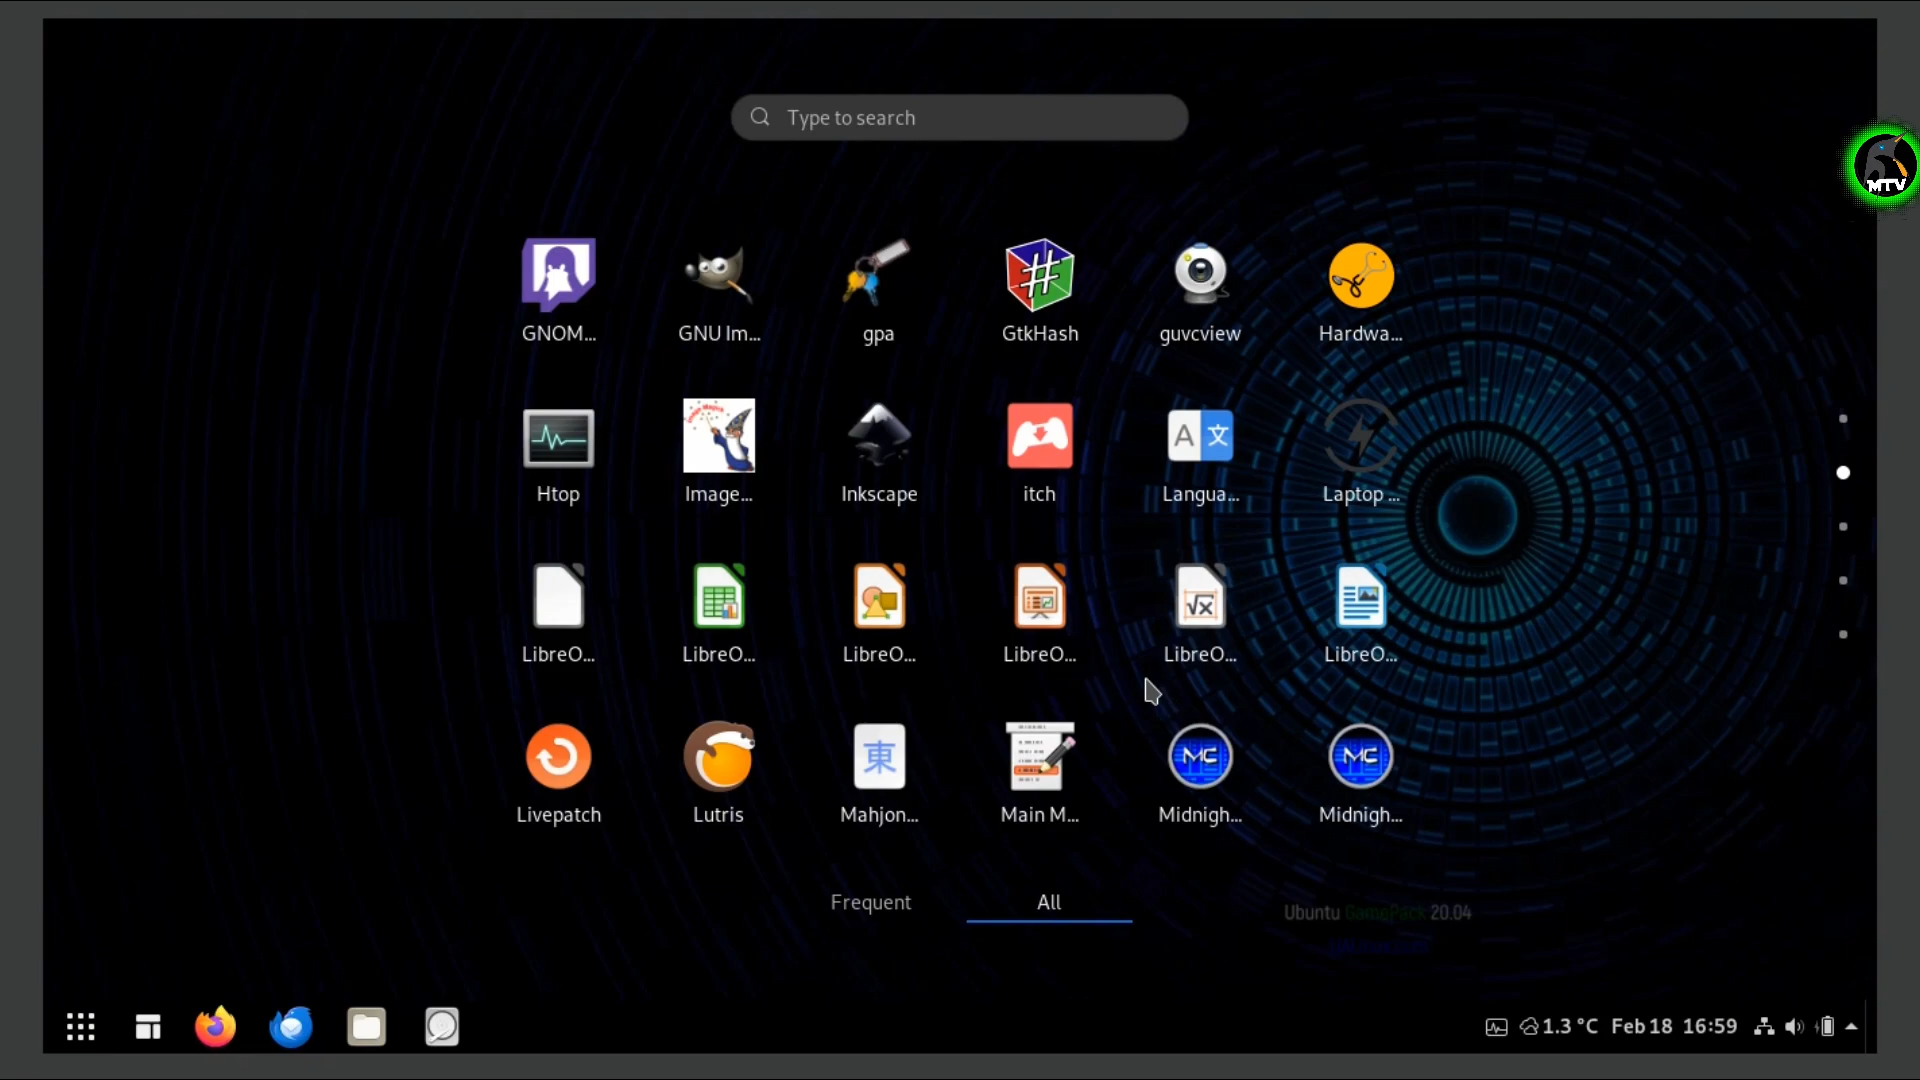 Type to search
MTV
GNOM... GNU Im... gpa GtkHash guvcview Hardwa...
Htop Image... Inkscape itch Langua... Laptop ...
LibreO... LibreO... LibreO... LibreO... LibreO... LibreO...
Livepatch Lutris Mahjon... Main M... Midnigh... Midnigh...
Frequent All
Ubuntu GamePack 20.04
1.3 °C Feb 18 16:59